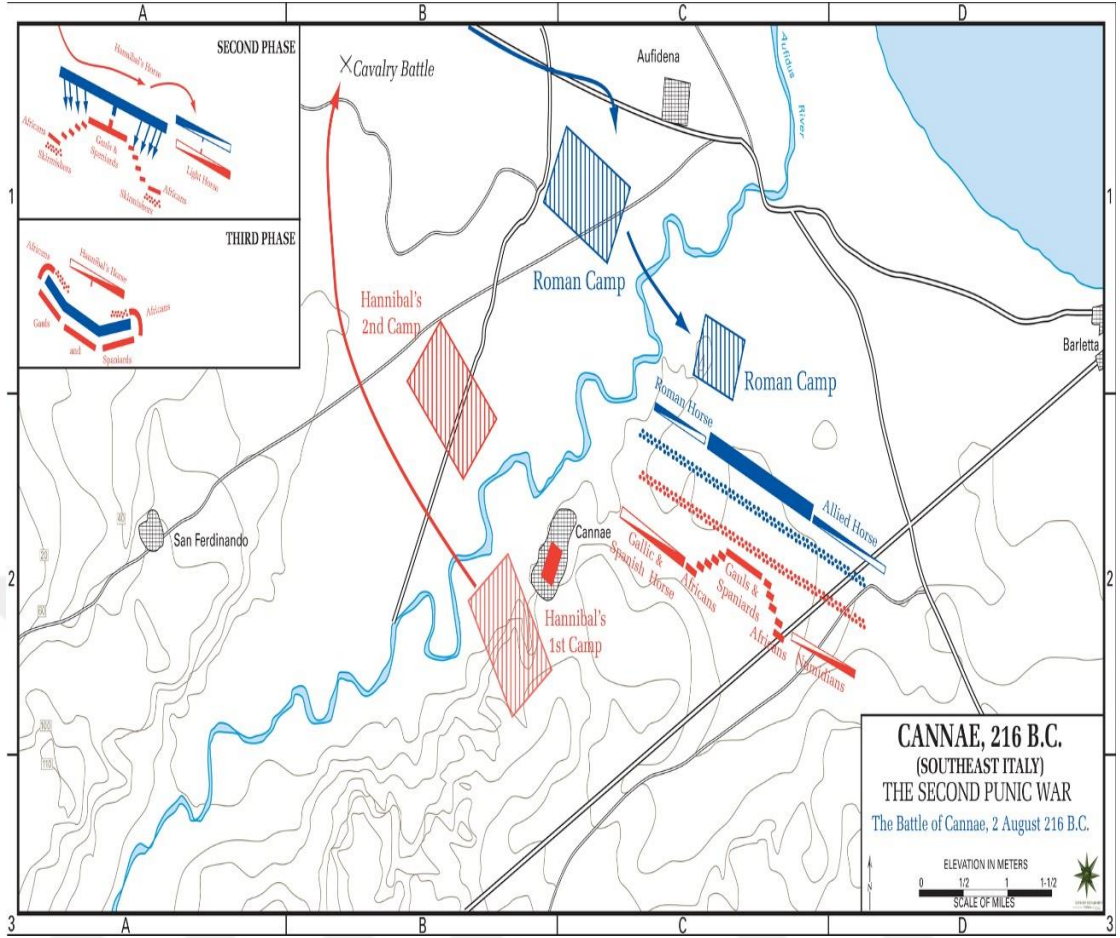 A
B
C
D
SECOND PHASE
Hannibal's Horse
Africans
Skirmishers
Gauls &
Spaniards
Light Horse
Skirmishers
Africans
THIRD PHASE
Africans
Hannibal's Horse
Africans
Gauls
and
Spaniards
Cavalry Battle
Aufidena
Aufidus
River
1
1
Roman Camp
Hannibal's
2nd Camp
Barletta
Roman Camp
Roman Horse
Allied Horse
San Ferdinando
Cannae
Gallic &
Spanish Horse
Africans
Gauls &
Spaniards
Africans
Numidians
2
2
Hannibal's
1st Camp
CANNAE, 216 B.C.
(SOUTHEAST ITALY)
THE SECOND PUNIC WAR
The Battle of Cannae, 2 August 216 B.C.
ELEVATION IN METERS
0 1/2 1 1-1/2
SCALE OF MILES
N
3
A
B
C
D
3